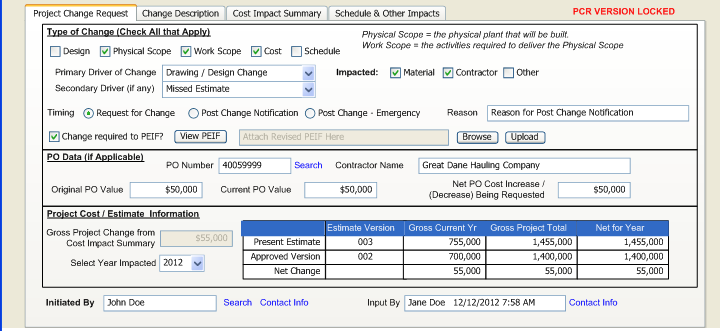 Project Change Request Change Description Cost Impact Summary Schedule & Other Impacts PCR VERSION LOCKED
Type of Change (Check All that Apply)
Physical Scope = the physical plant that will be built.
Work Scope = the activities required to deliver the Physical Scope
Design Physical Scope Work Scope Cost Schedule
Primary Driver of Change Drawing / Design Change Impacted: Material Contractor Other
Secondary Driver (if any) Missed Estimate
Timing Request for Change Post Change Notification Post Change - Emergency Reason Reason for Post Change Notification
Change required to PEIF? View PEIF Attach Revised PEIF Here Browse Upload
PO Data (if Applicable)
PO Number 40059999 Search Contractor Name Great Dane Hauling Company
Original PO Value $50,000 Current PO Value $50,000 Net PO Cost Increase / (Decrease) Being Requested $50,000
Project Cost / Estimate Information
Gross Project Change from Cost Impact Summary $55,000
Select Year Impacted 2012
Estimate Version Gross Current Yr Gross Project Total Net for Year
Present Estimate 003 755,000 1,455,000 1,455,000
Approved Version 002 700,000 1,400,000 1,400,000
Net Change 55,000 55,000 55,000
Initiated By John Doe Search Contact Info Input By Jane Doe 12/12/2012 7:58 AM Contact Info